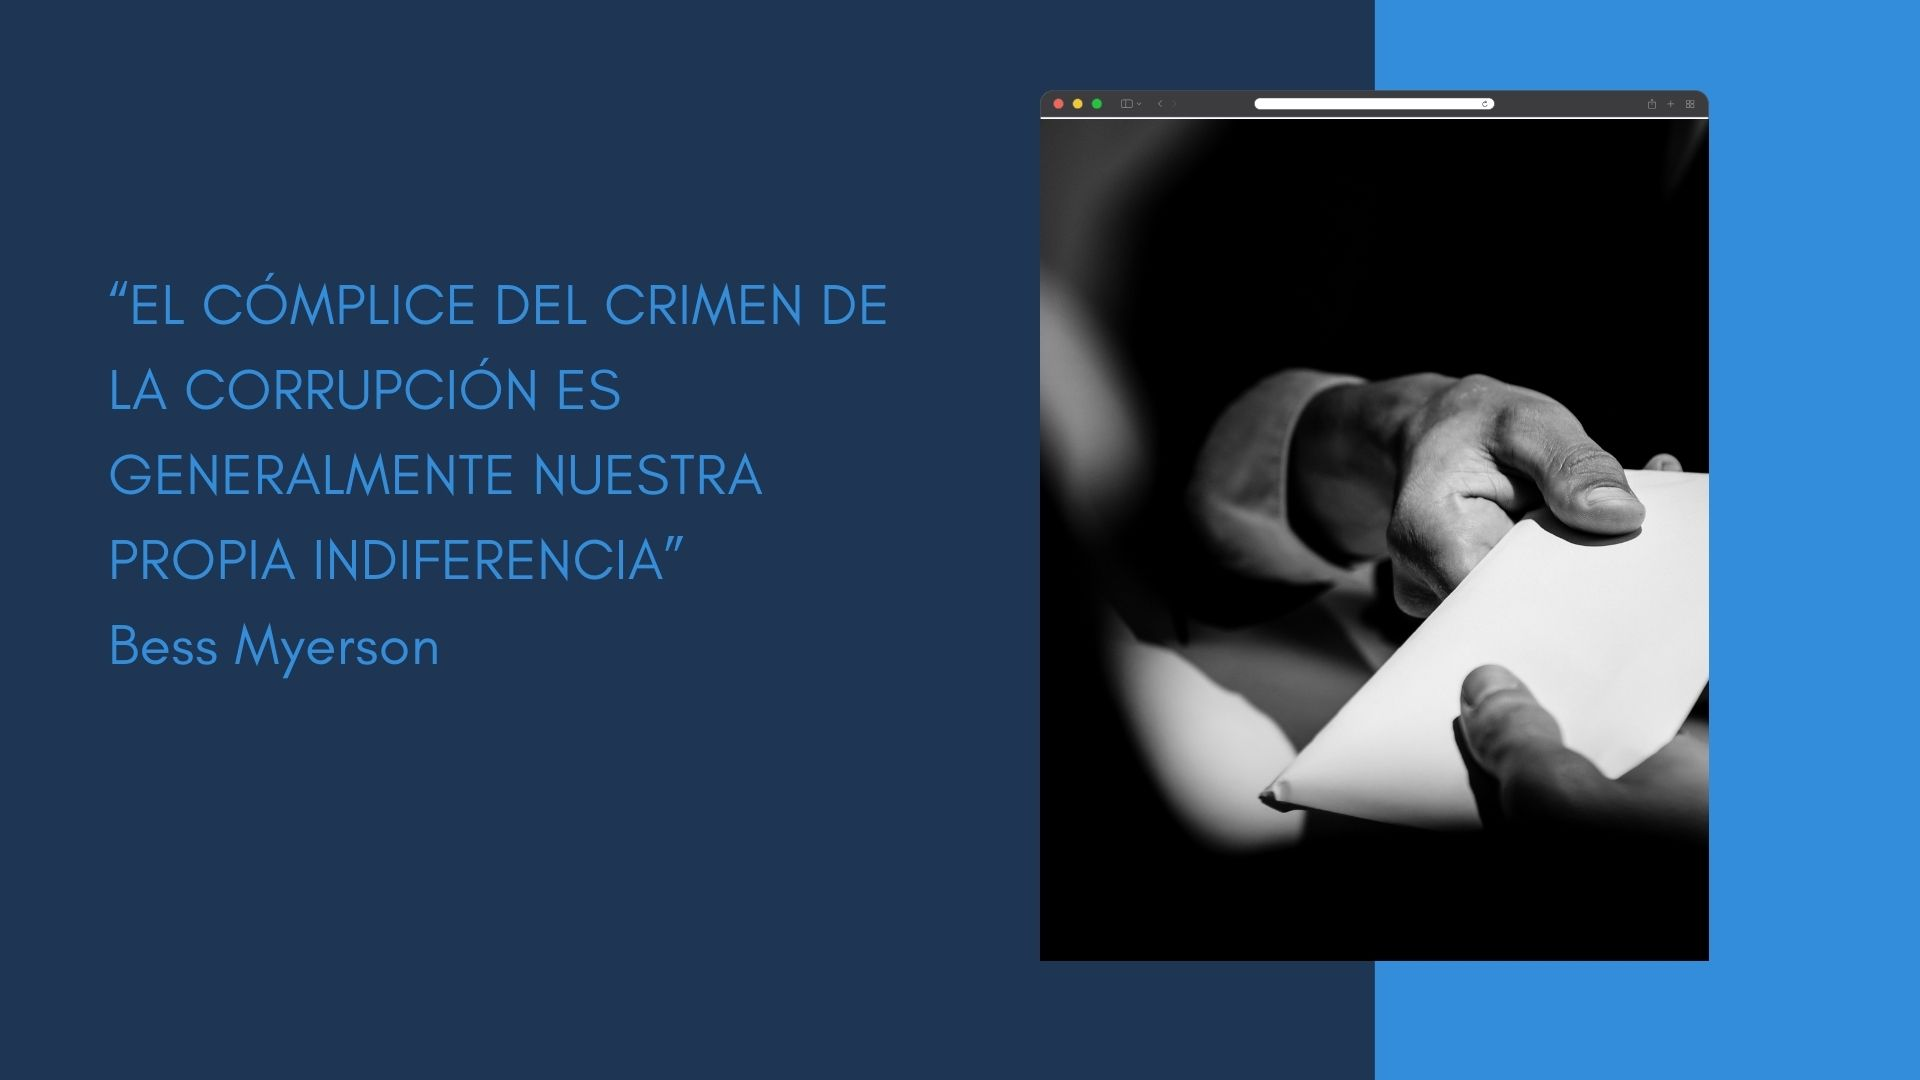 “EL CÓMPLICE DEL CRIMEN DE
LA CORRUPCIÓN ES
GENERALMENTE NUESTRA
PROPIA INDIFERENCIA”
Bess Myerson